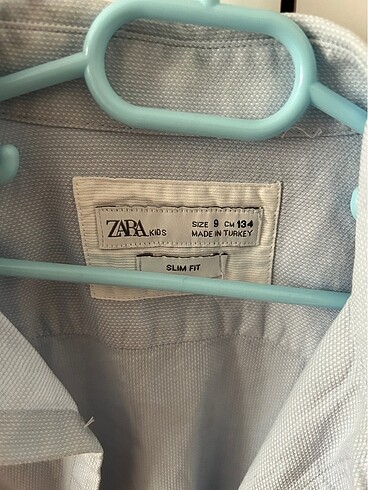 ZARA KIDS
SIZE 9 CM 134
MADE IN TURKEY
SLIM FIT